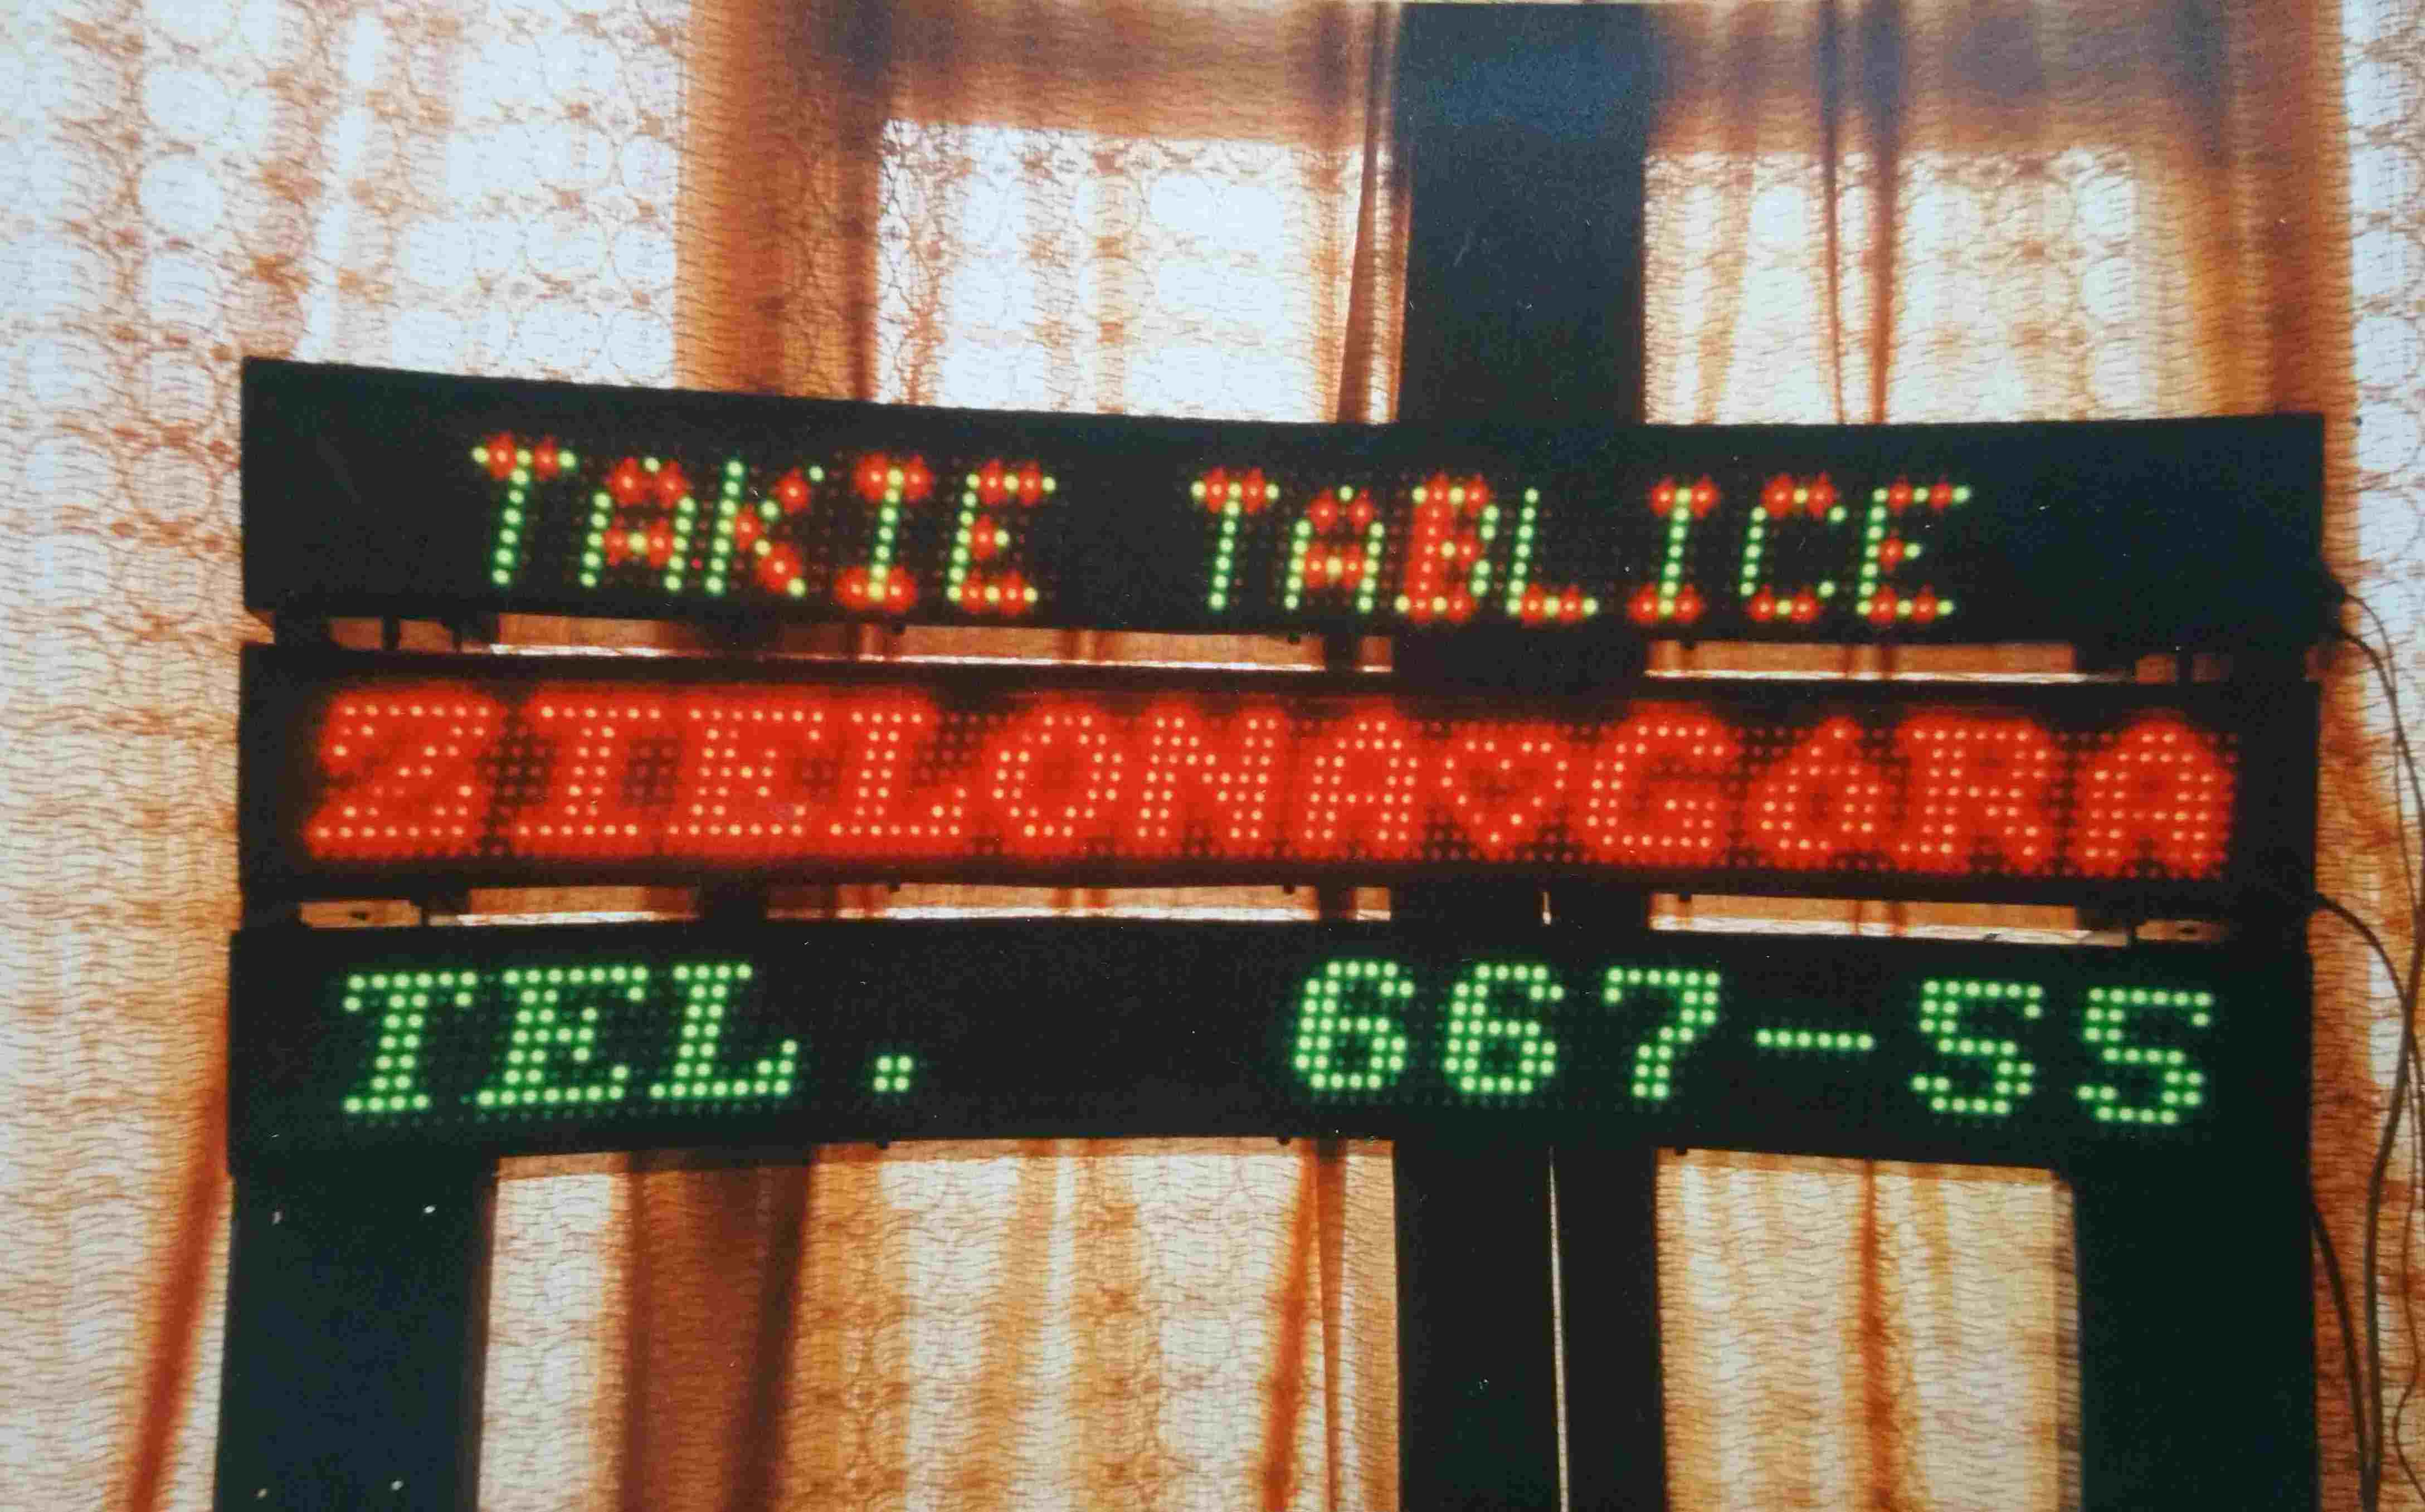 TAKIE TABLICE
ZIELONA♡GÓRA
TEL. 667-55